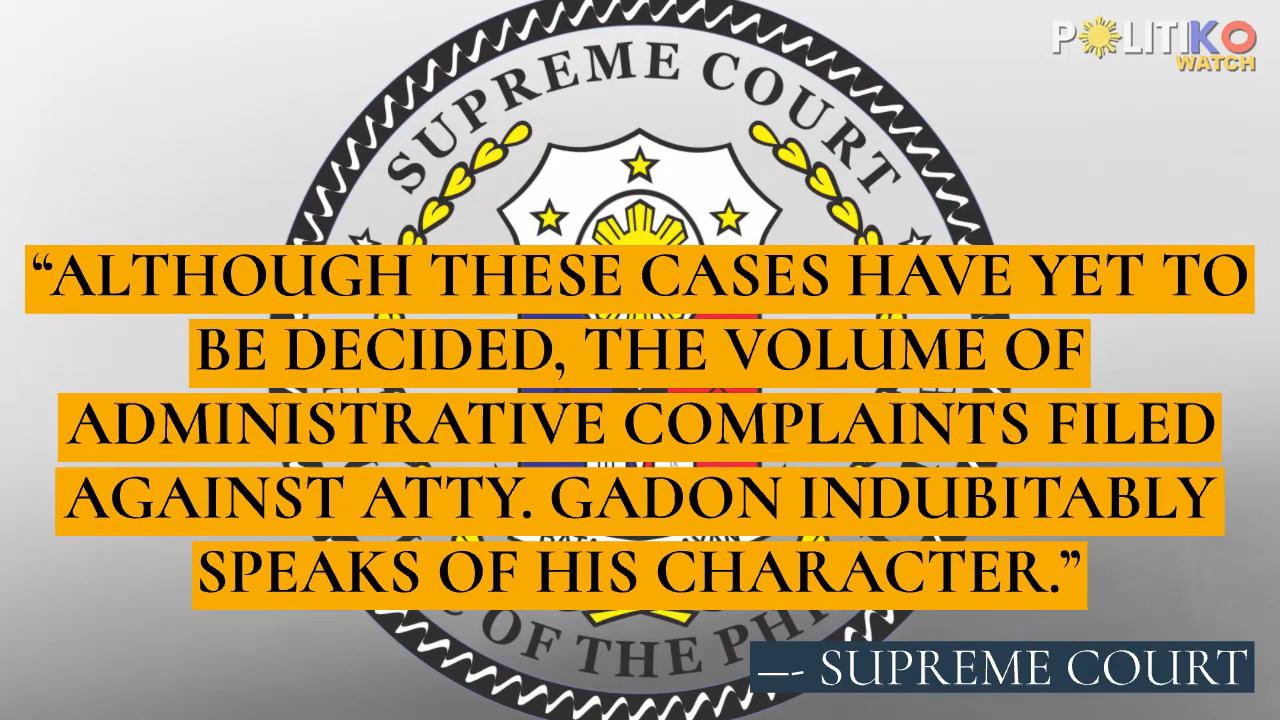 POLITIKO
WATCH
SUPREME COURT
“ALTHOUGH THESE CASES HAVE YET TO
BE DECIDED, THE VOLUME OF
ADMINISTRATIVE COMPLAINTS FILED
AGAINST ATTY. GADON INDUBITABLY
SPEAKS OF HIS CHARACTER.”
OF THE
—- SUPREME COURT